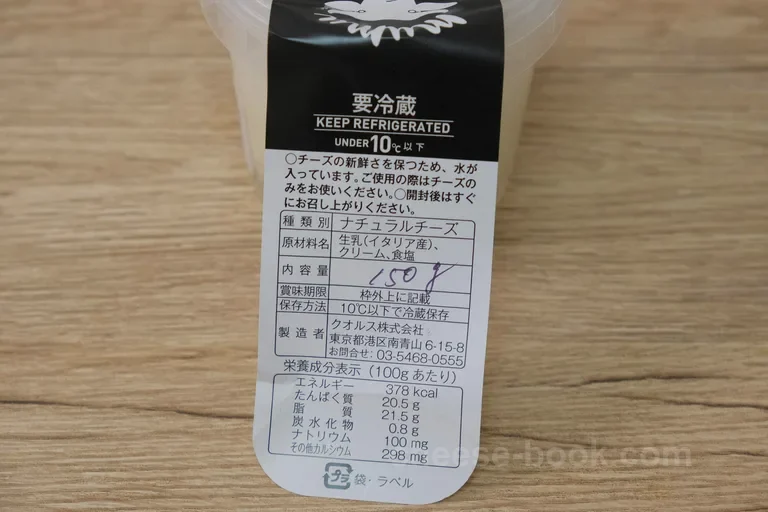 要冷蔵
KEEP REFRIGERATED
UNDER 10℃以下
○チーズの新鮮さを保つため、水が
入っています。ご使用の際はチーズの
みをお使いください。○開封後はすぐ
にお召し上がりください。
種類別 ナチュラルチーズ
原材料名 生乳(イタリア産)、
クリーム、食塩
内容量 150g
賞味期限 枠外上に記載
保存方法 10℃以下で冷蔵保存
製造者 クオルス株式会社
東京都港区南青山6-15-8
お問合せ：03-5468-0555
栄養成分表示(100gあたり)
エネルギー 378 kcal
たんぱく質 20.5 g
脂質 21.5 g
炭水化物 0.8 g
ナトリウム 100 mg
その他カルシウム 298 mg
プラ 袋・ラベル
cheese-book.com